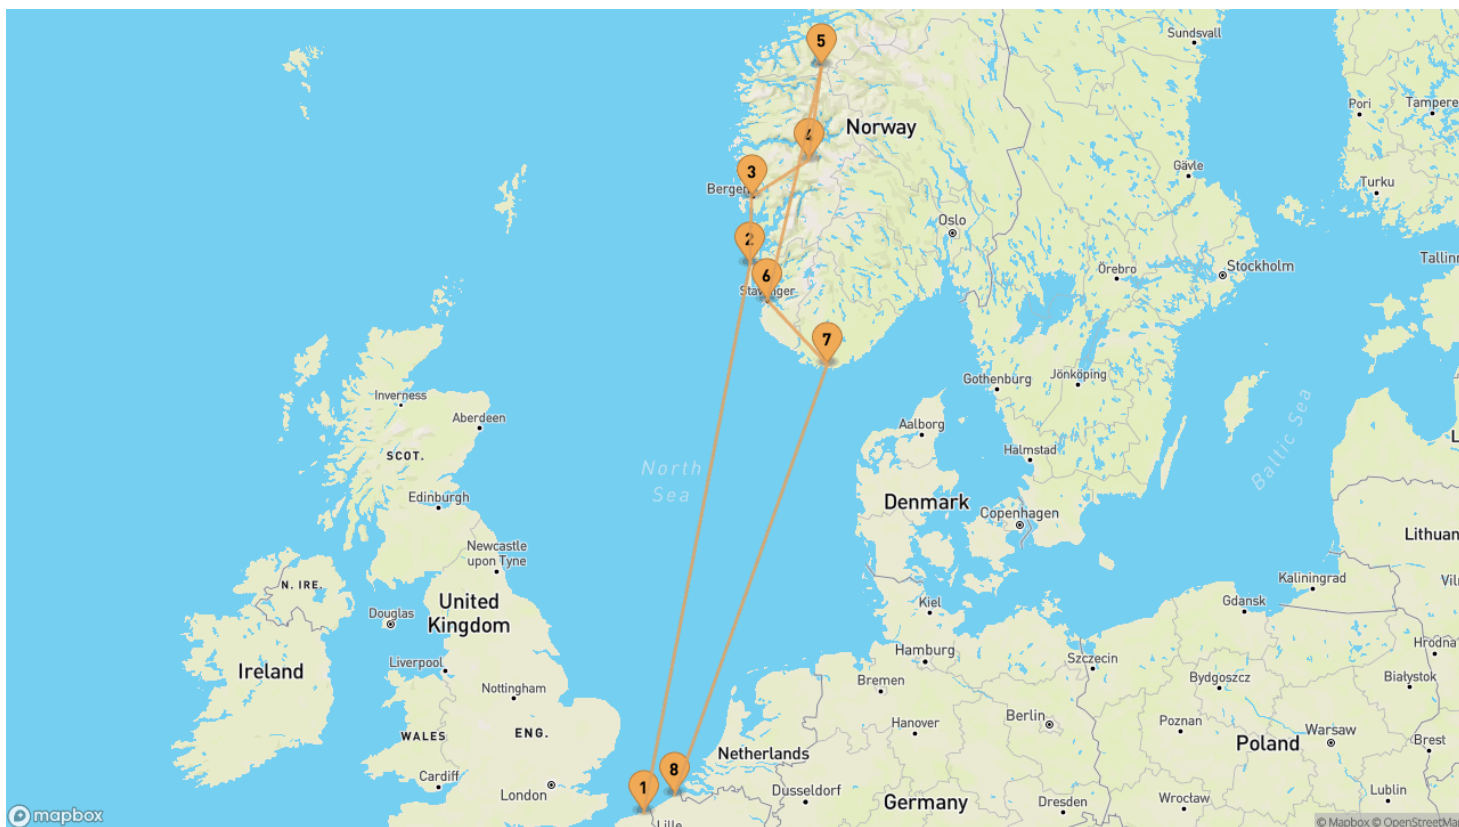 5
Sundsvall
Pori
Tampere
4
Norway
Gävle
3
Bergen
Turku
2
Oslo
Stockholm
Örebro
Tallinn
6
Stavanger
7
Jönköping
Gothenburg
Inverness
Aberdeen
Aalborg
Halmstad
Baltic Sea
SCOT.
North
Sea
Edinburgh
Denmark
Copenhagen
Newcastle
upon Tyne
Lithuan
N. IRE.
Kaliningrad
Viln
United
Kingdom
Douglas
Kiel
Gdansk
Hrodna
Ireland
Liverpool
Hamburg
Szczecin
Nottingham
Bremen
Bydgoszcz
Białystok
WALES
ENG.
Hanover
Berlin
Poznan
Warsaw
Brest
Poland
Netherlands
8
1
Cardiff
London
Dusseldorf
Germany
Dresden
Wrocław
Lublin
Lille
mapbox
© Mapbox © OpenStreetMap